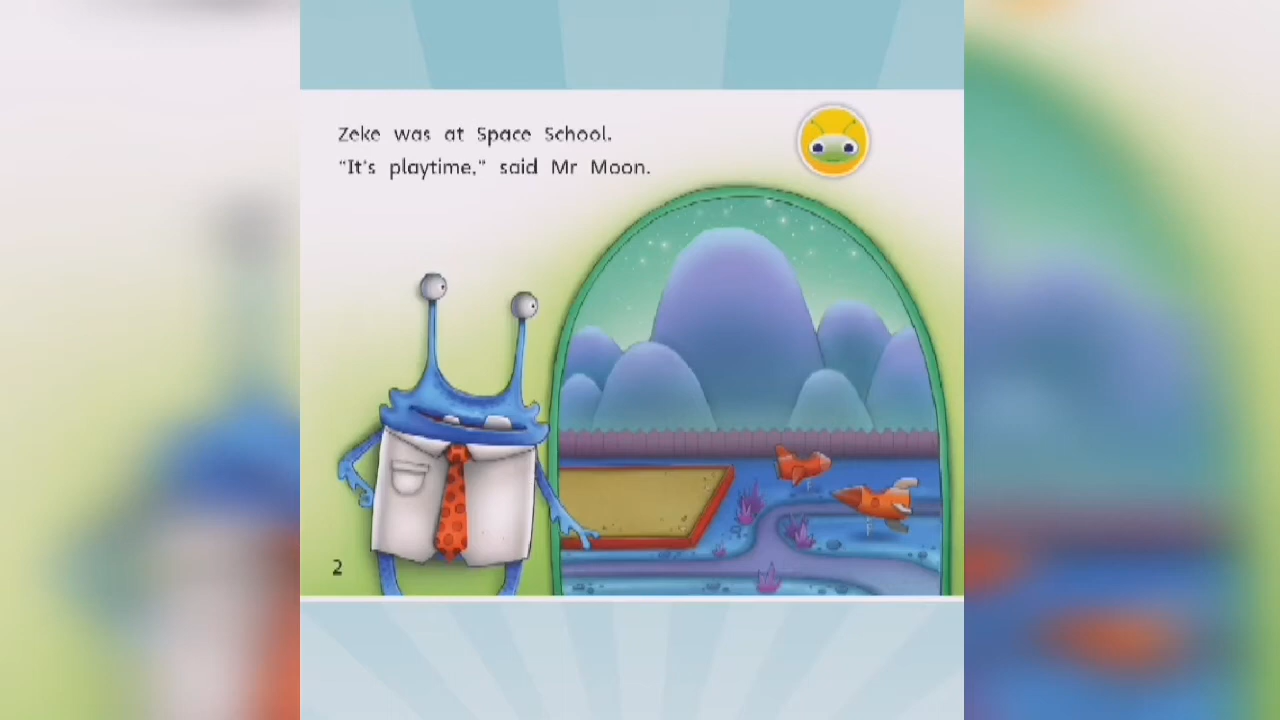 Zeke was at Space School.
“It's playtime,” said Mr Moon.
2